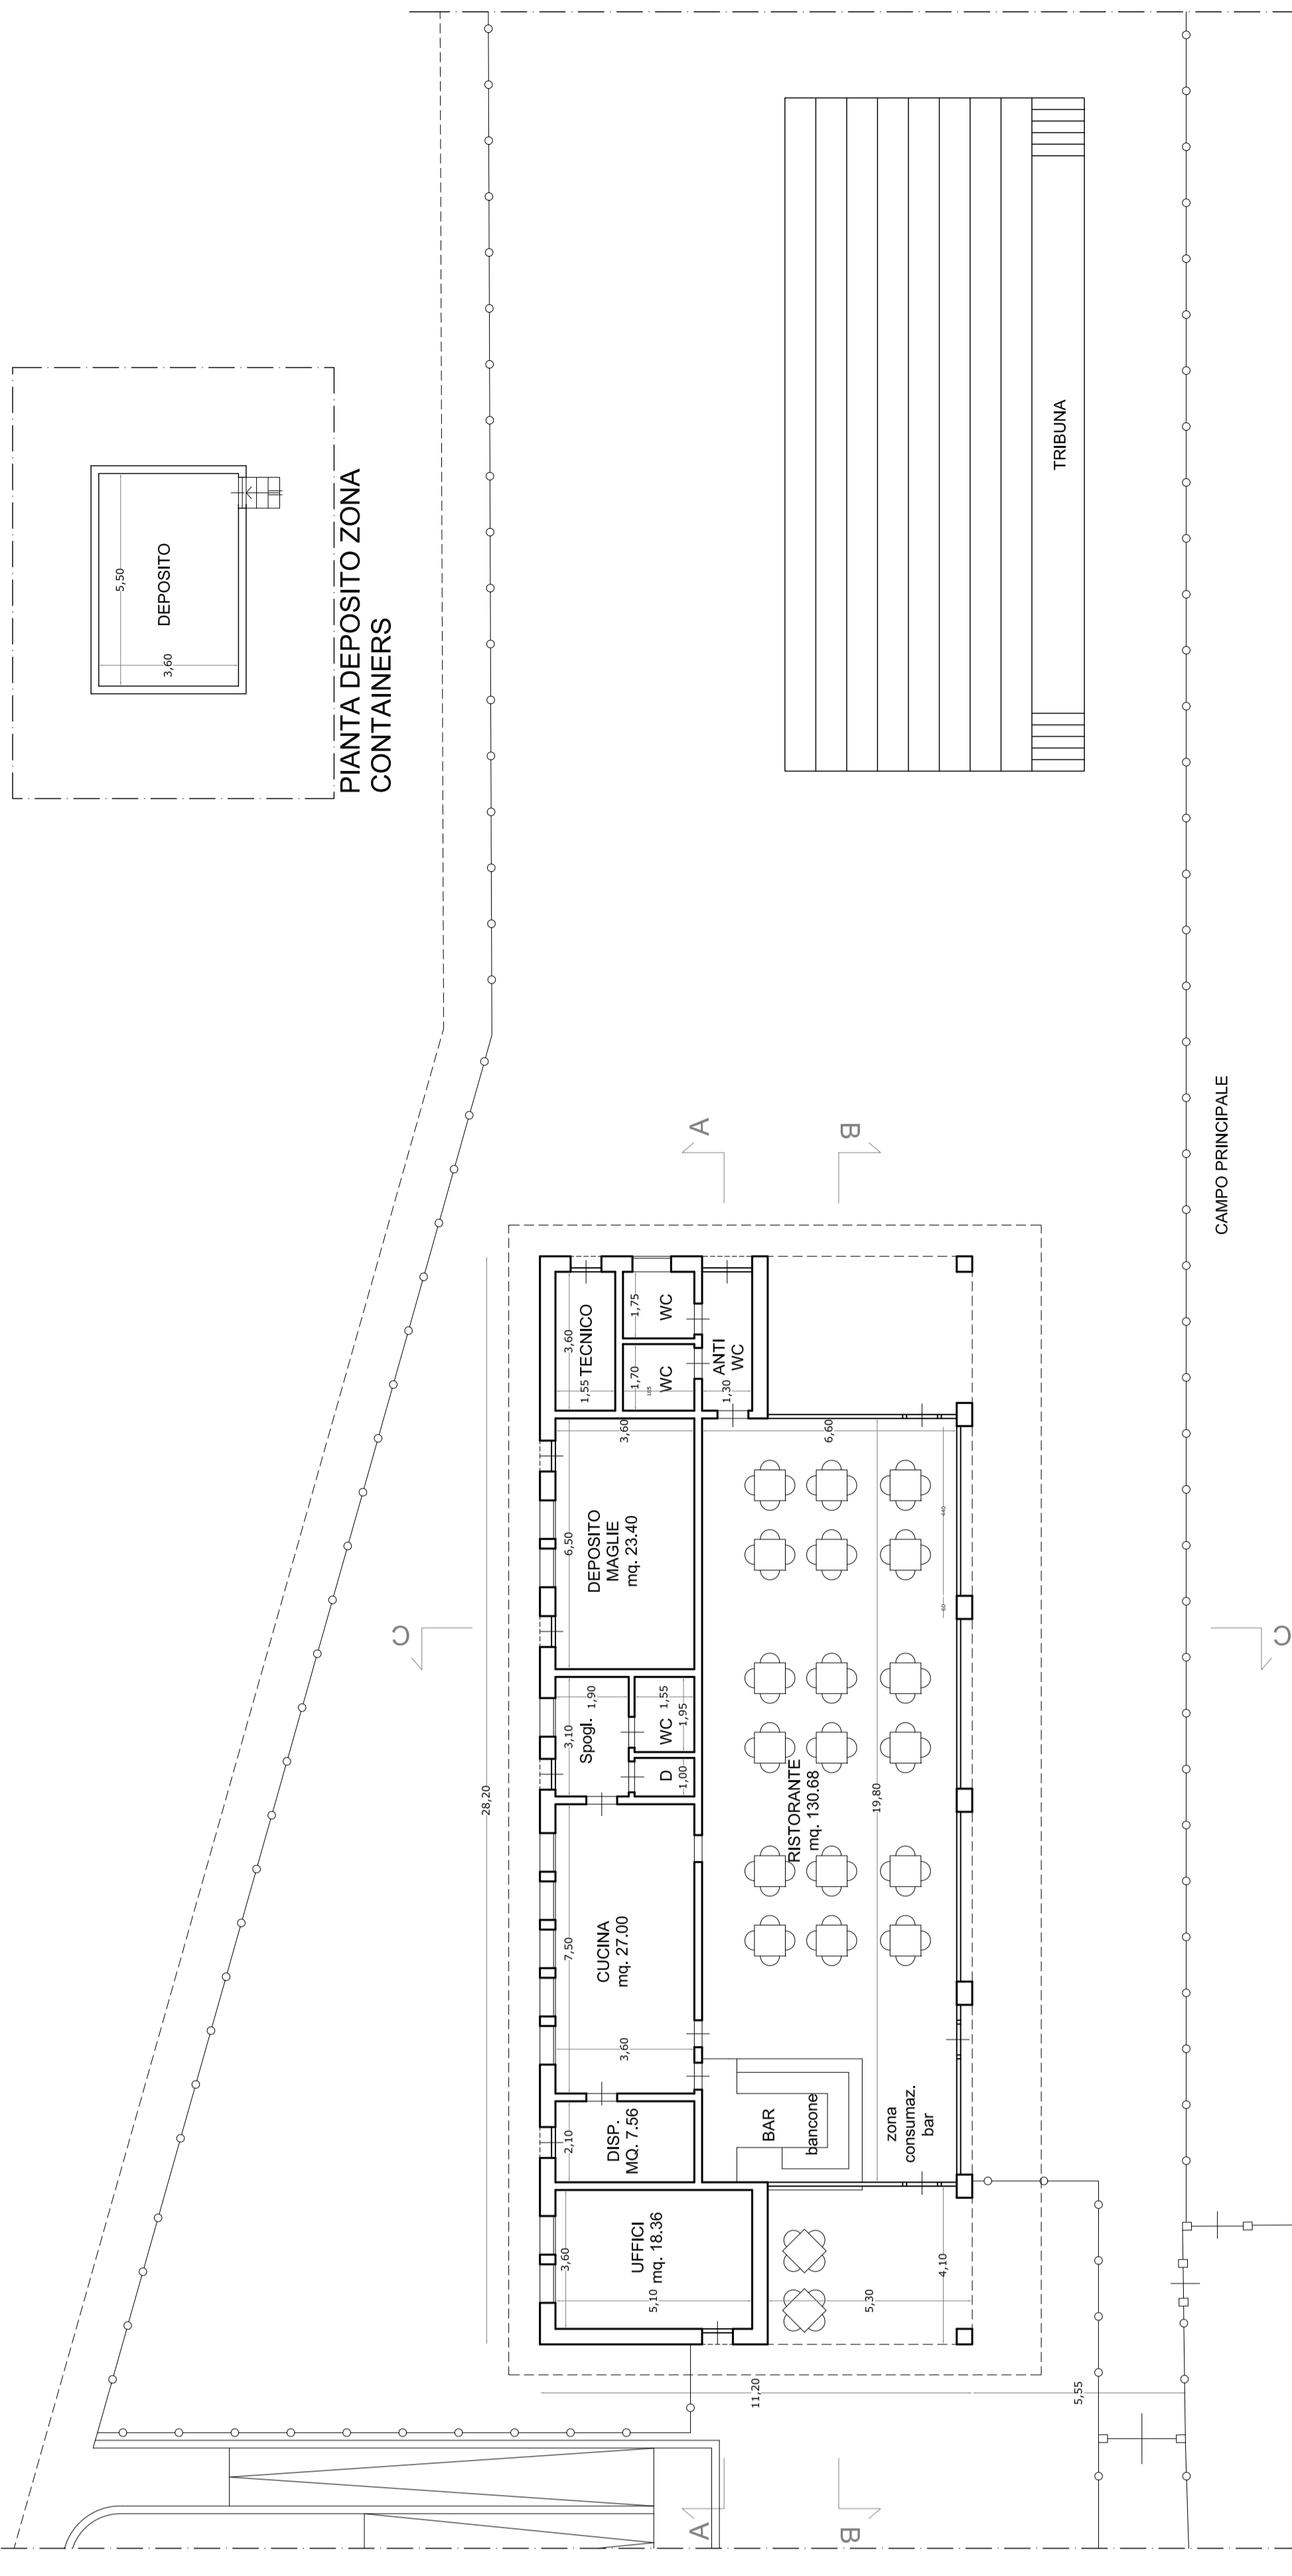 DEPOSITO
5,50
3,60
PIANTA DEPOSITO ZONA
CONTAINERS
TRIBUNA
CAMPO PRINCIPALE
A
B
C
C
28,20
TECNICO
3,60
1,55
WC
1,75
WC
1,70
185
ANTI
WC
1,30
3,60
6,60
DEPOSITO
MAGLIE
mq. 23.40
6,50
440
60
Spogl.
1,90
3,10
WC
1,55
1,95
D
1,00
RISTORANTE
mq. 130.68
19,80
CUCINA
mq. 27.00
7,50
3,60
DISP.
MQ. 7.56
2,10
BAR
bancone
zona
consumaz.
bar
UFFICI
mq. 18.36
3,60
5,10
5,30
4,10
11,20
5,55
A
B